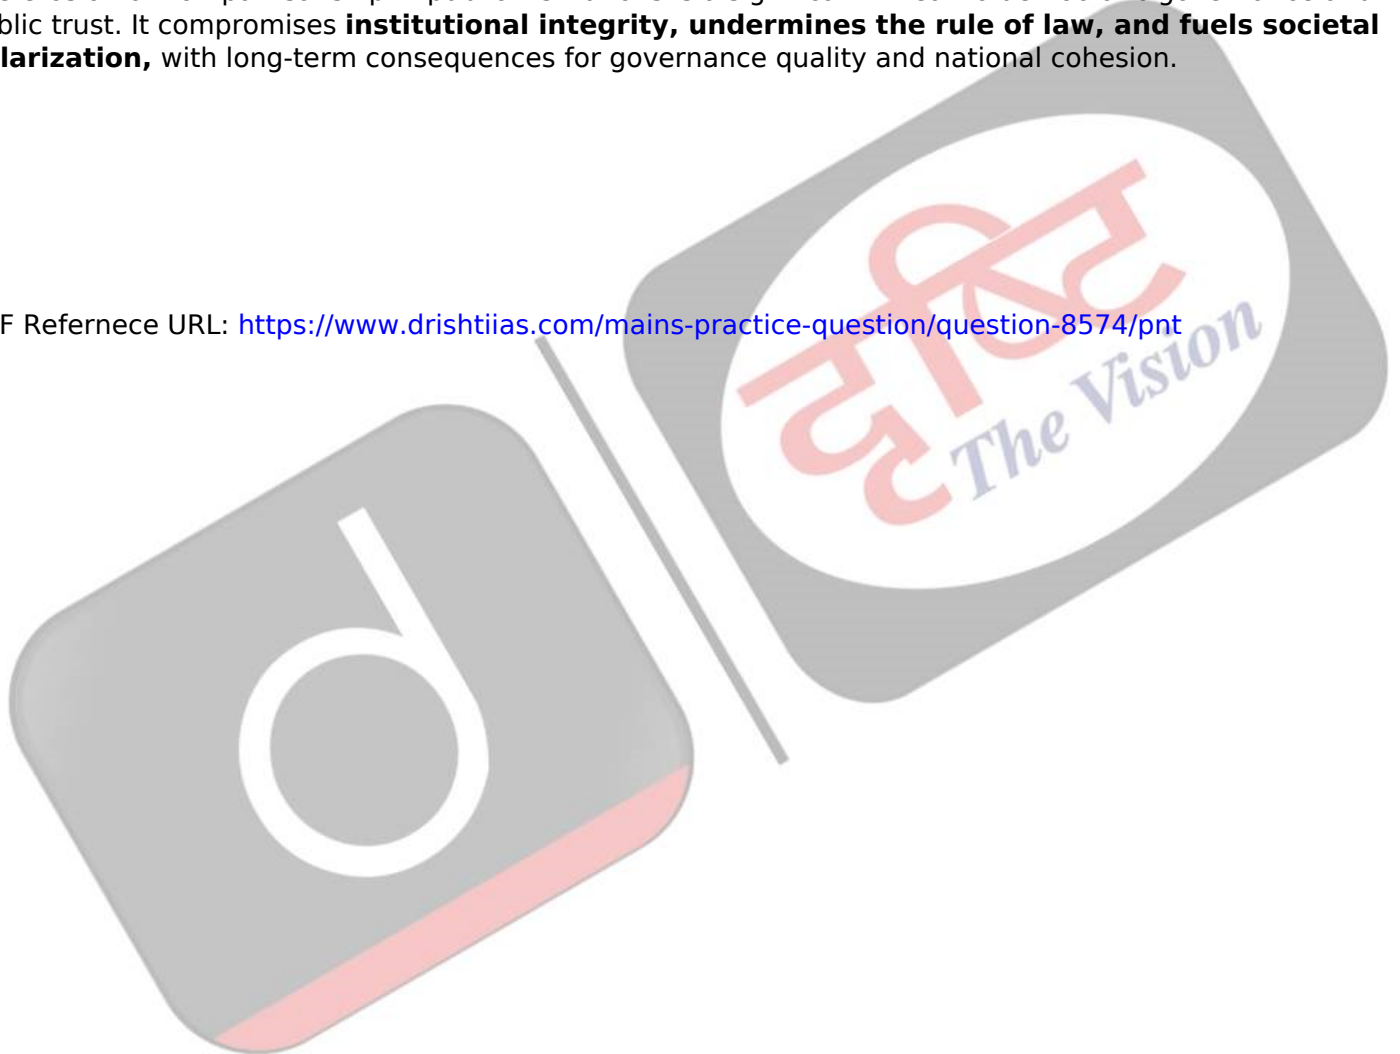 blic trust. It compromises institutional integrity, undermines the rule of law, and fuels societal
larization, with long-term consequences for governance quality and national cohesion.
F Refernece URL: https://www.drishtiias.com/mains-practice-question/question-8574/pnt
दृष्टि
The Vision
d